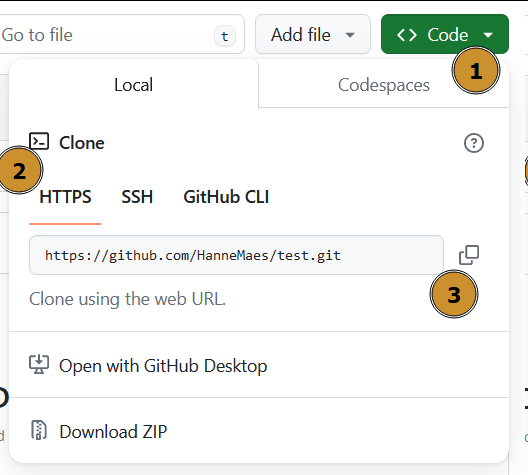 Go to file t Add file Code
1
Local Codespaces
Clone
2
HTTPS SSH GitHub CLI
https://github.com/HanneMaes/test.git
3
Clone using the web URL.
Open with GitHub Desktop
Download ZIP